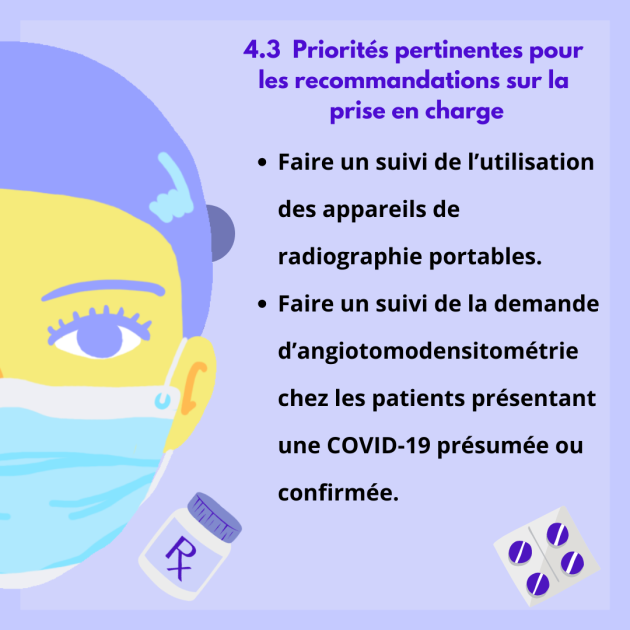 4.3  Priorités pertinentes pour
les recommandations sur la
prise en charge
• Faire un suivi de l’utilisation
des appareils de
radiographie portables.
• Faire un suivi de la demande
d’angiotomodensitométrie
chez les patients présentant
une COVID-19 présumée ou
confirmée.
Rx